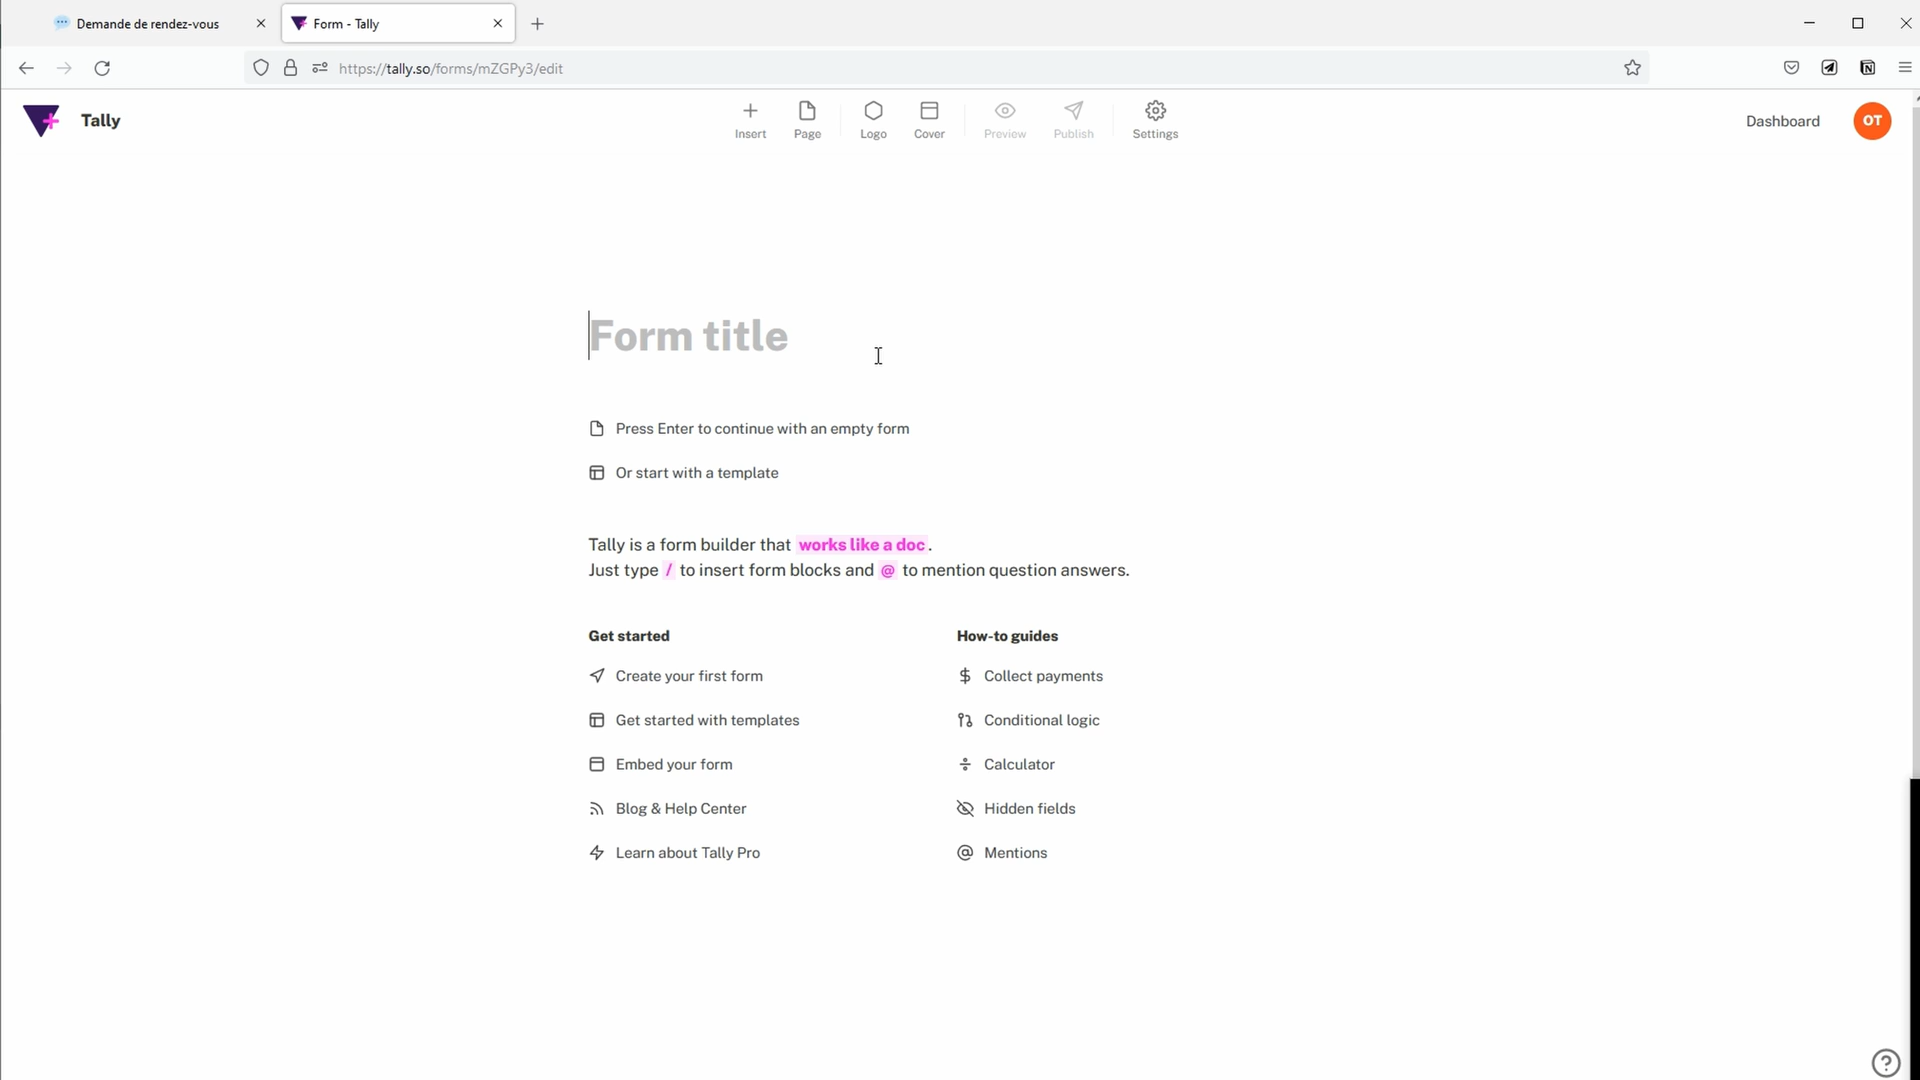 Demande de rendez-vous
Form - Tally
https://tally.so/forms/mZGPy3/edit
Tally
Insert
Page
Logo
Cover
Preview
Publish
Settings
Dashboard
OT
Form title
Press Enter to continue with an empty form
Or start with a template
Tally is a form builder that works like a doc.
Just type / to insert form blocks and @ to mention question answers.
Get started
Create your first form
Get started with templates
Embed your form
Blog & Help Center
Learn about Tally Pro
How-to guides
Collect payments
Conditional logic
Calculator
Hidden fields
Mentions